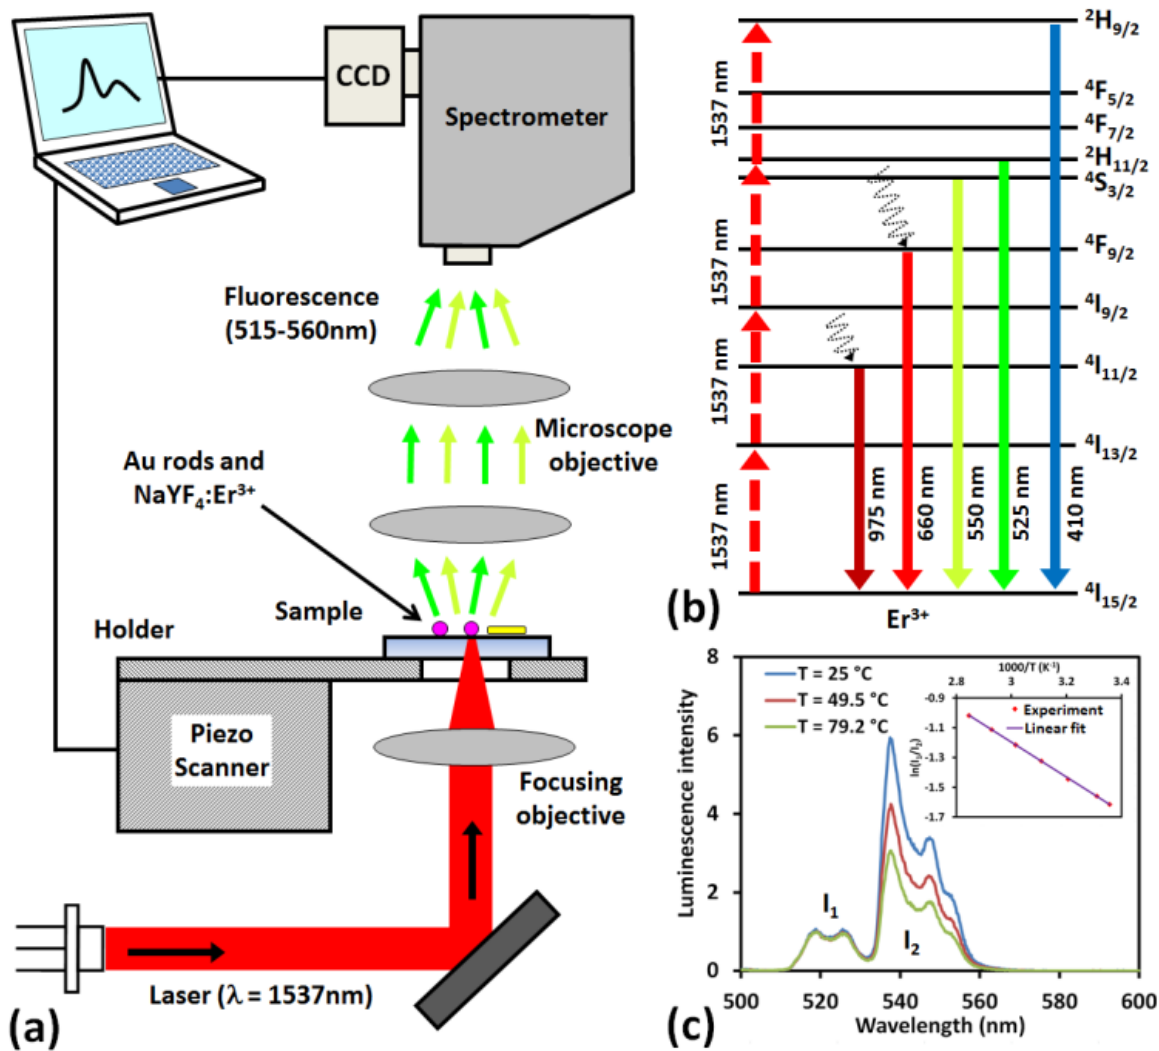 CCD
Spectrometer
Fluorescence
(515-560nm)
Microscope
objective
Au rods and
NaYF₄:Er³⁺
Sample
Holder
Piezo
Scanner
Focusing
objective
Laser (λ = 1537nm)
(a)
²H₉/₂
⁴F₅/₂
⁴F₇/₂
²H₁₁/₂
⁴S₃/₂
⁴F₉/₂
⁴I₉/₂
⁴I₁₁/₂
⁴I₁₃/₂
⁴I₁₅/₂
1537 nm
1537 nm
1537 nm
1537 nm
975 nm
660 nm
550 nm
525 nm
410 nm
Er³⁺
(b)
Luminescence intensity
8
6
4
2
0
T = 25 °C
T = 49.5 °C
T = 79.2 °C
I₁
I₂
1000/T (K⁻¹)
2.8 3 3.2 3.4
-0.9
-1.1
-1.3
-1.5
-1.7
ln(I₁/I₂)
Experiment
Linear fit
500 520 540 560 580 600
Wavelength (nm)
(c)